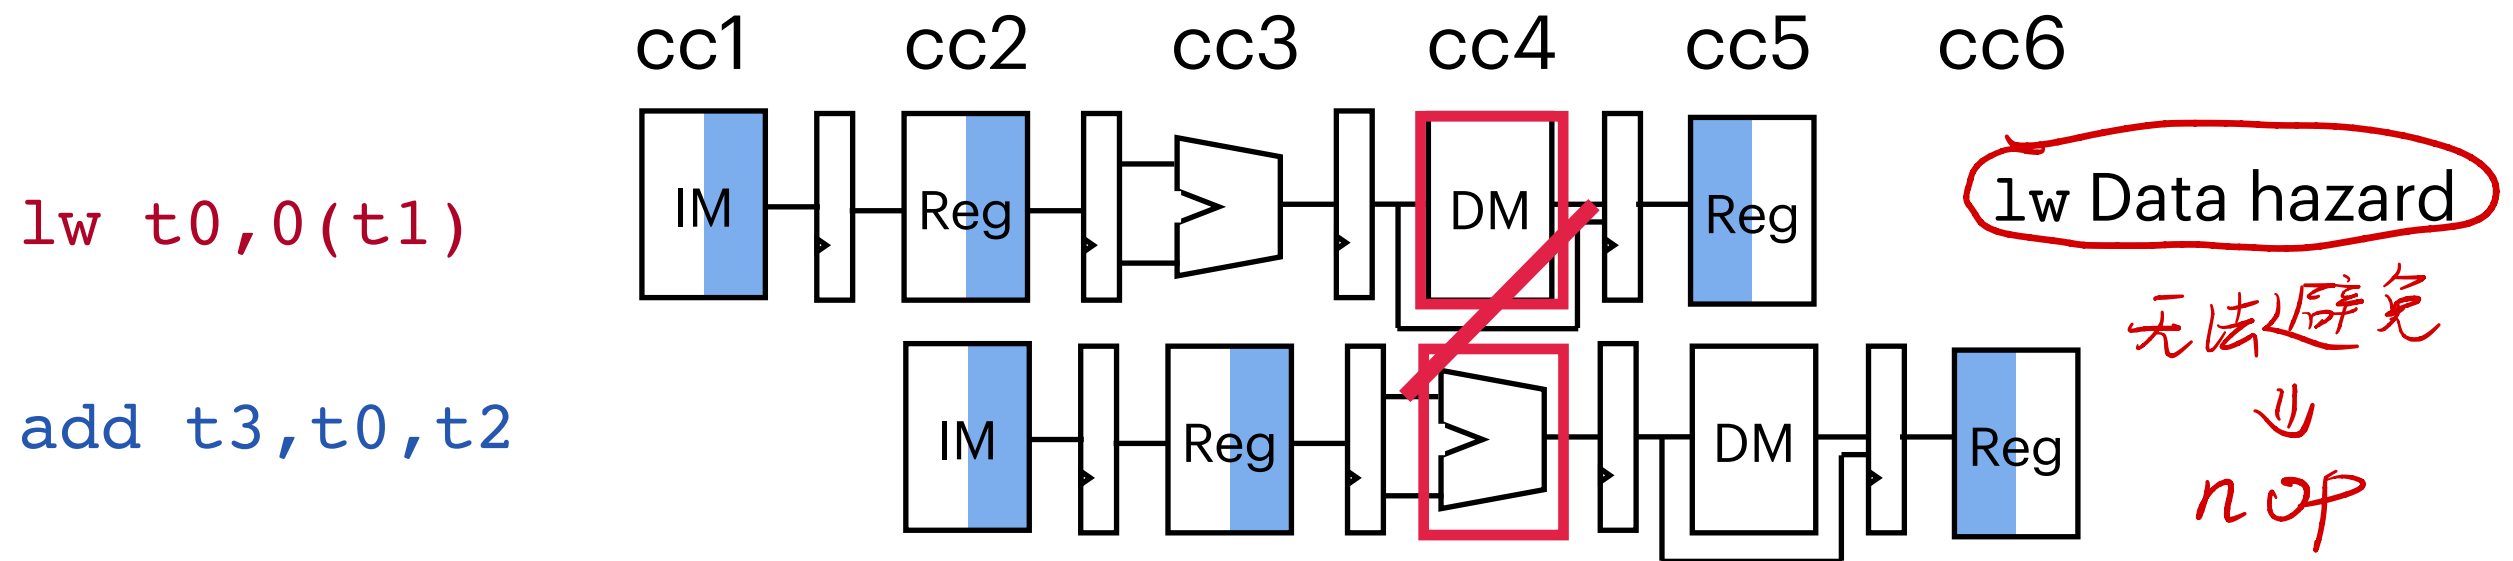 cc1 cc2 cc3 cc4 cc5 cc6
lw t0,0(t1)
IM Reg DM Reg
lw Data hazard
无法避完
add t3,t0,t2
IM Reg DM Reg
nop